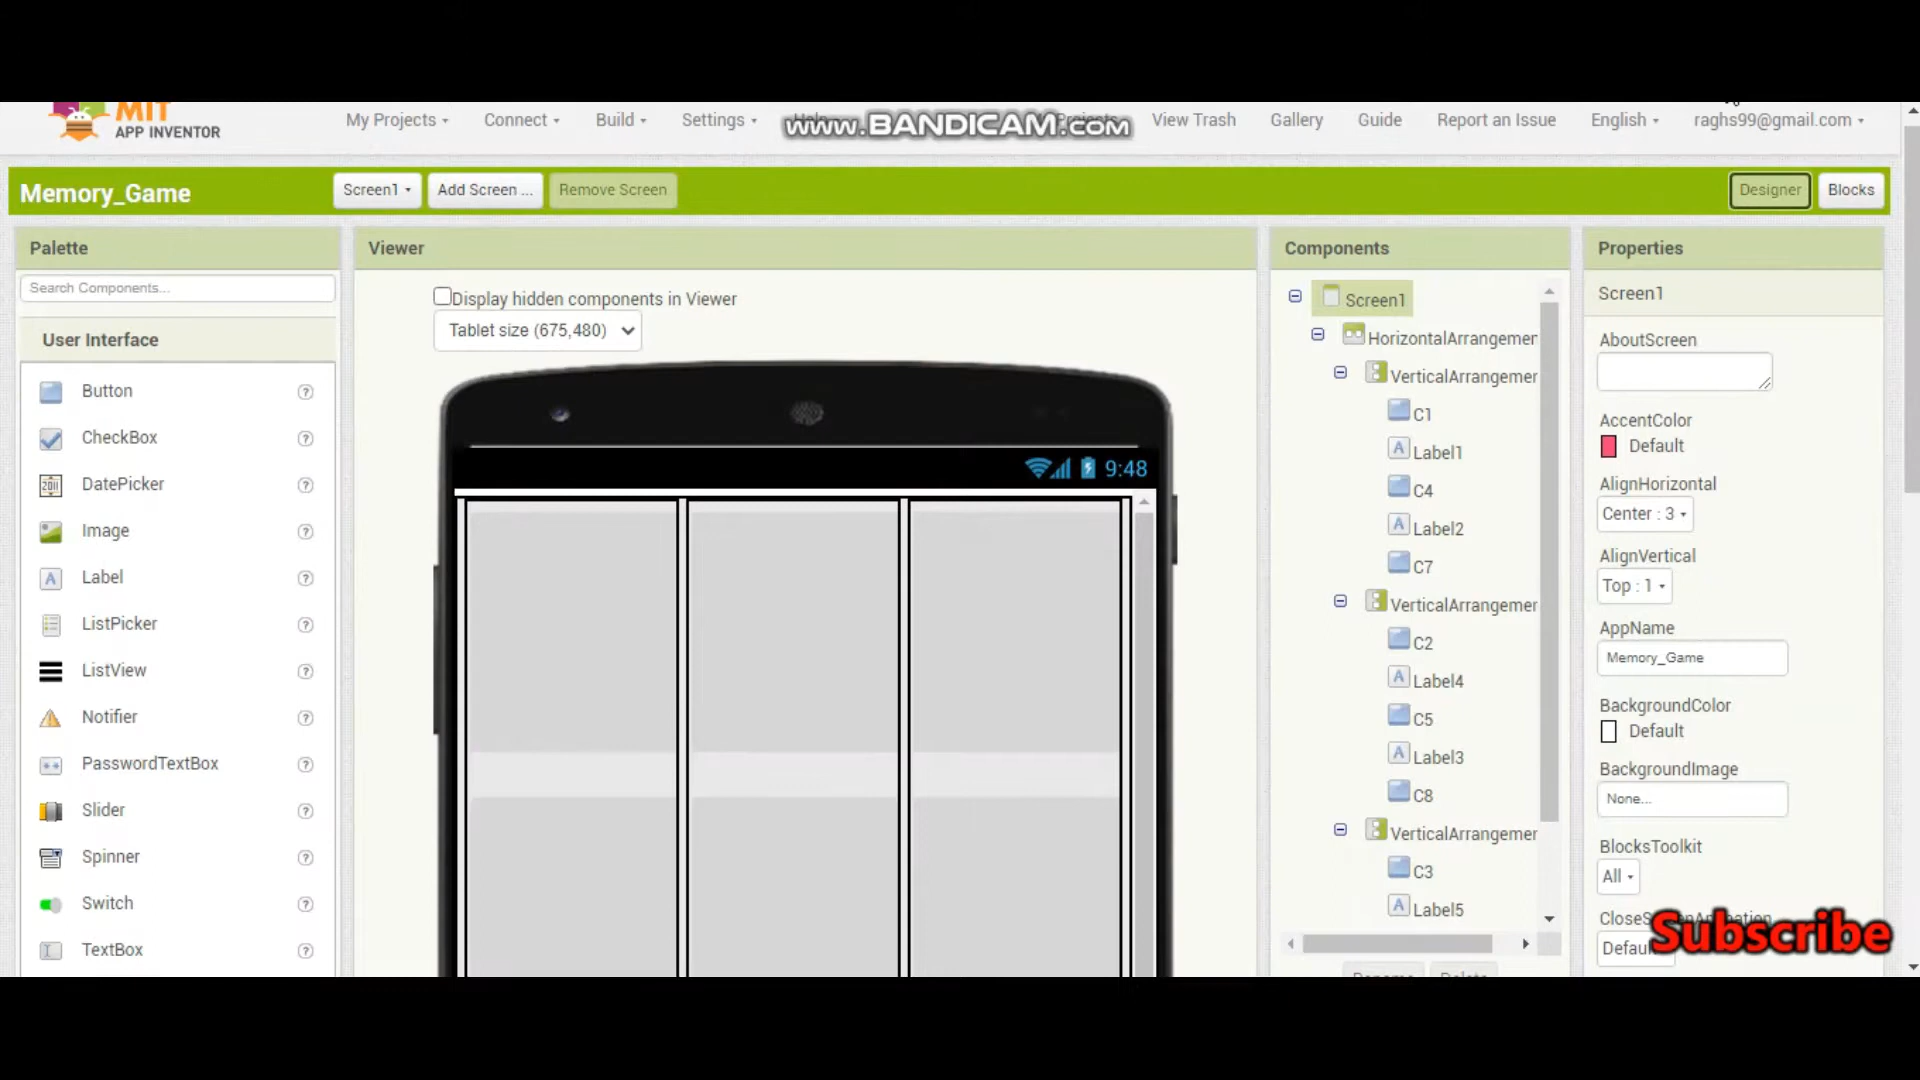 MIT
APP INVENTOR
My Projects
Connect
Build
Settings
www.BANDICAM.com
View Trash
Gallery
Guide
Report an Issue
English
raghs99@gmail.com
Memory_Game
Screen1
Add Screen ...
Remove Screen
Designer
Blocks
Palette
Search Components...
User Interface
Button
CheckBox
DatePicker
Image
Label
ListPicker
ListView
Notifier
PasswordTextBox
Slider
Spinner
Switch
TextBox
Viewer
Display hidden components in Viewer
Tablet size (675,480)
9:48
Components
Screen1
HorizontalArrangemen
VerticalArrangemen
C1
Label1
C4
Label2
C7
VerticalArrangemen
C2
Label4
C5
Label3
C8
VerticalArrangemen
C3
Label5
Properties
Screen1
AboutScreen
AccentColor
Default
AlignHorizontal
Center : 3
AlignVertical
Top : 1
AppName
Memory_Game
BackgroundColor
Default
BackgroundImage
None...
BlocksToolkit
All
Subscribe